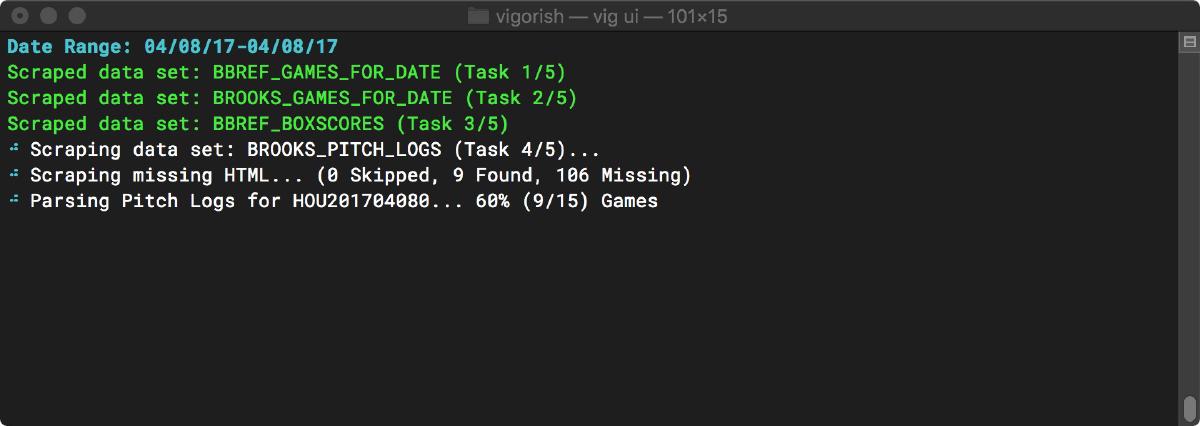 vigorish — vig ui — 101×15
Date Range: 04/08/17-04/08/17
Scraped data set: BBREF_GAMES_FOR_DATE (Task 1/5)
Scraped data set: BROOKS_GAMES_FOR_DATE (Task 2/5)
Scraped data set: BBREF_BOXSCORES (Task 3/5)
Scraping data set: BROOKS_PITCH_LOGS (Task 4/5)...
Scraping missing HTML... (0 Skipped, 9 Found, 106 Missing)
Parsing Pitch Logs for HOU201704080... 60% (9/15) Games